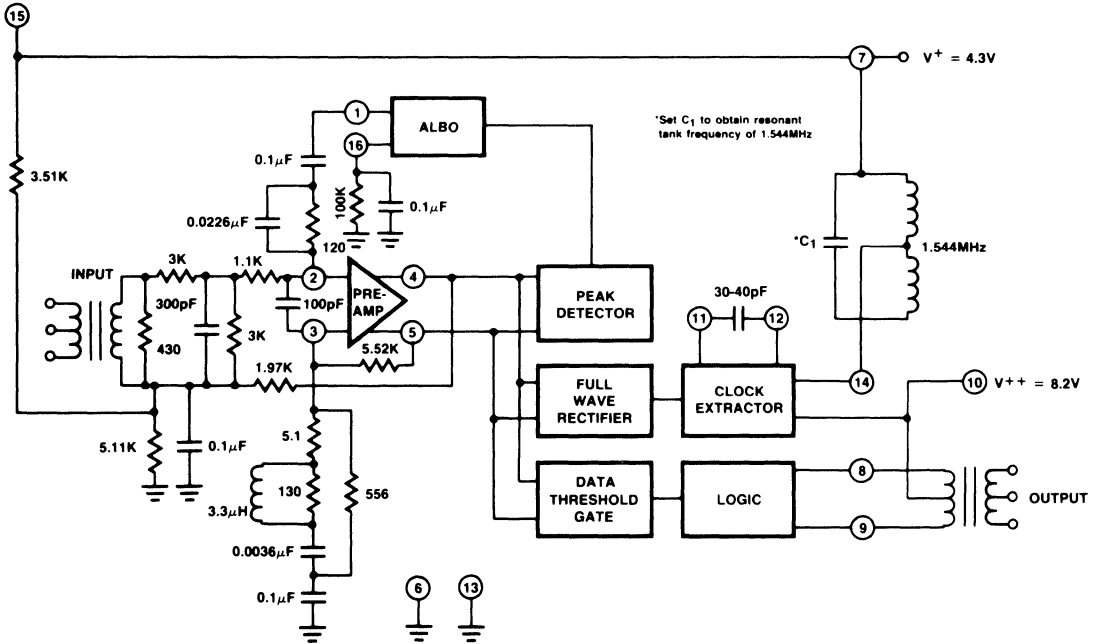 15
7
V+ = 4.3V
1
ALBO
*Set C1 to obtain resonant
tank frequency of 1.544MHz
16
0.1μF
3.51K
100K
0.1μF
0.0226μF
120
*C1
1.544MHz
INPUT
3K
1.1K
2
4
PRE-
AMP
PEAK
DETECTOR
300pF
100pF
30-40pF
11
12
3
5
430
3K
5.52K
1.97K
FULL
WAVE
RECTIFIER
CLOCK
EXTRACTOR
14
10
V++ = 8.2V
5.11K
0.1μF
5.1
130
556
3.3μH
DATA
THRESHOLD
GATE
LOGIC
8
9
OUTPUT
0.0036μF
0.1μF
6
13